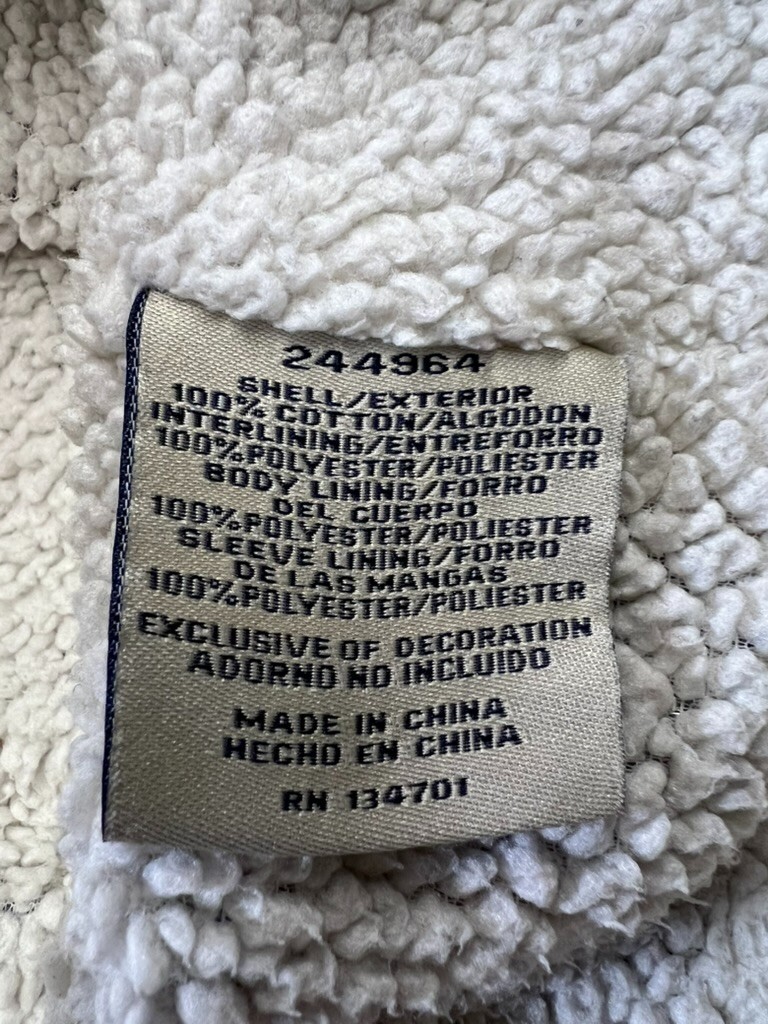 244964
SHELL/EXTERIOR
100% COTTON/ALGODON
INTERLINING/ENTREFORRO
100%POLYESTER/POLIESTER
BODY LINING/FORRO
DEL CUERPO
100%POLYESTER/POLIESTER
SLEEVE LINING/FORRO
DE LAS MANGAS
100%POLYESTER/POLIESTER
EXCLUSIVE OF DECORATION
ADORNO NO INCLUIDO
MADE IN CHINA
HECHO EN CHINA
RN 134701